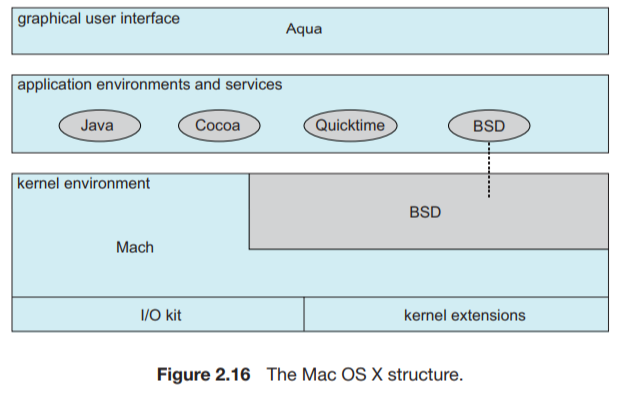 graphical user interface
Aqua
application environments and services
Java
Cocoa
Quicktime
BSD
kernel environment
BSD
Mach
I/O kit
kernel extensions
Figure 2.16 The Mac OS X structure.